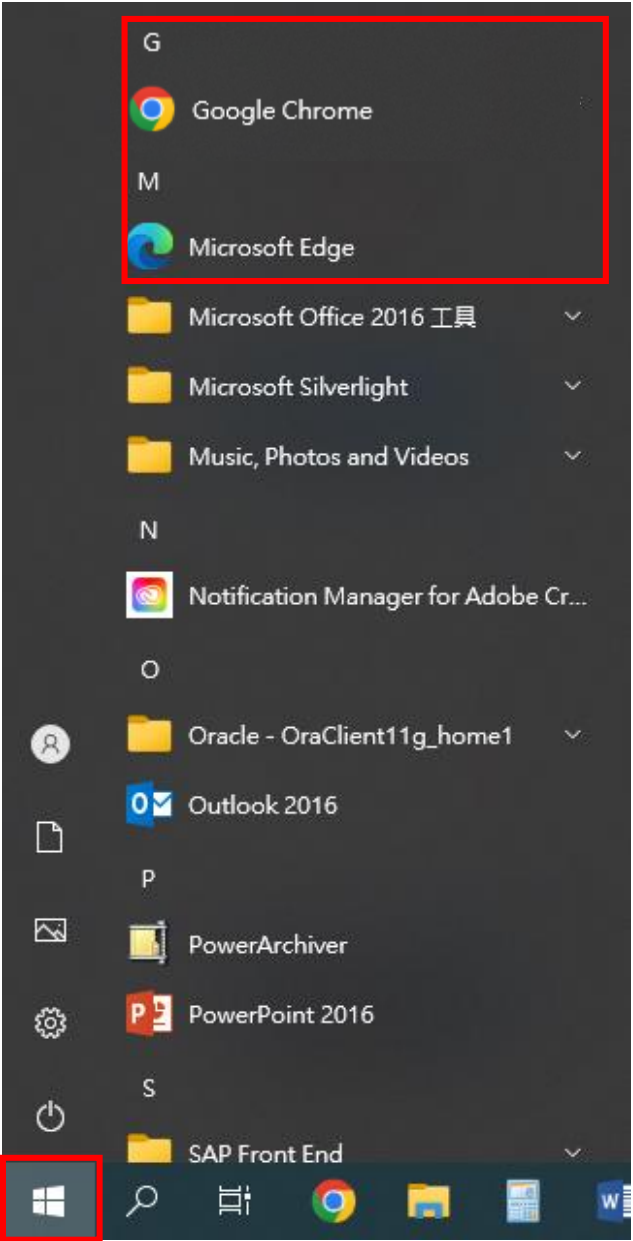 G
Google Chrome
M
Microsoft Edge
Microsoft Office 2016 工具
Microsoft Silverlight
Music, Photos and Videos
N
Notification Manager for Adobe Cr...
O
Oracle - OraClient11g_home1
Outlook 2016
P
PowerArchiver
PowerPoint 2016
S
SAP Front End